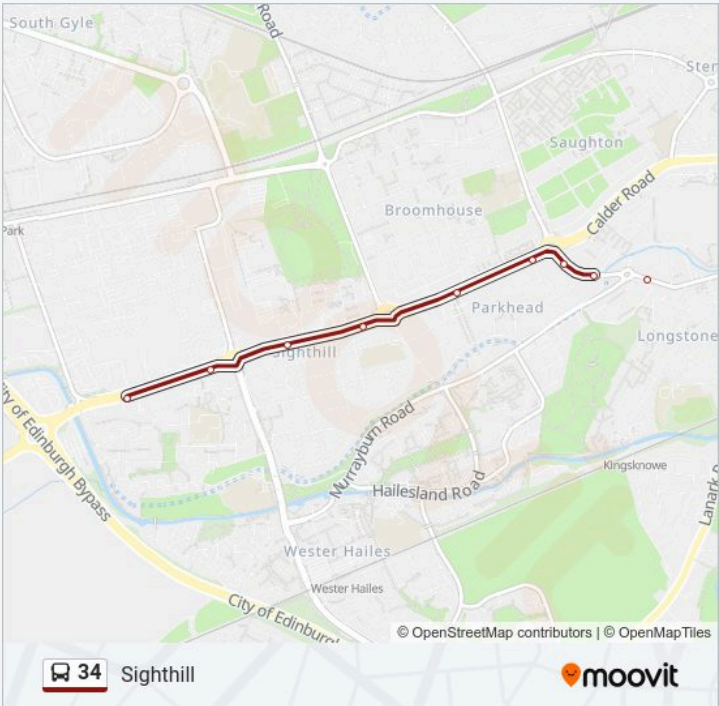 South Gyle
Road
Sten
Saughton
Calder Road
Broomhouse
Park
Parkhead
Longstone
Sighthill
City of Edinburgh Bypass
Murrayburn Road
Kingsknowe
Hailesland Road
Lanark
Wester Hailes
Wester Hailes
City of Edinburgh
© OpenStreetMap contributors | © OpenMapTiles
34 Sighthill
moovit